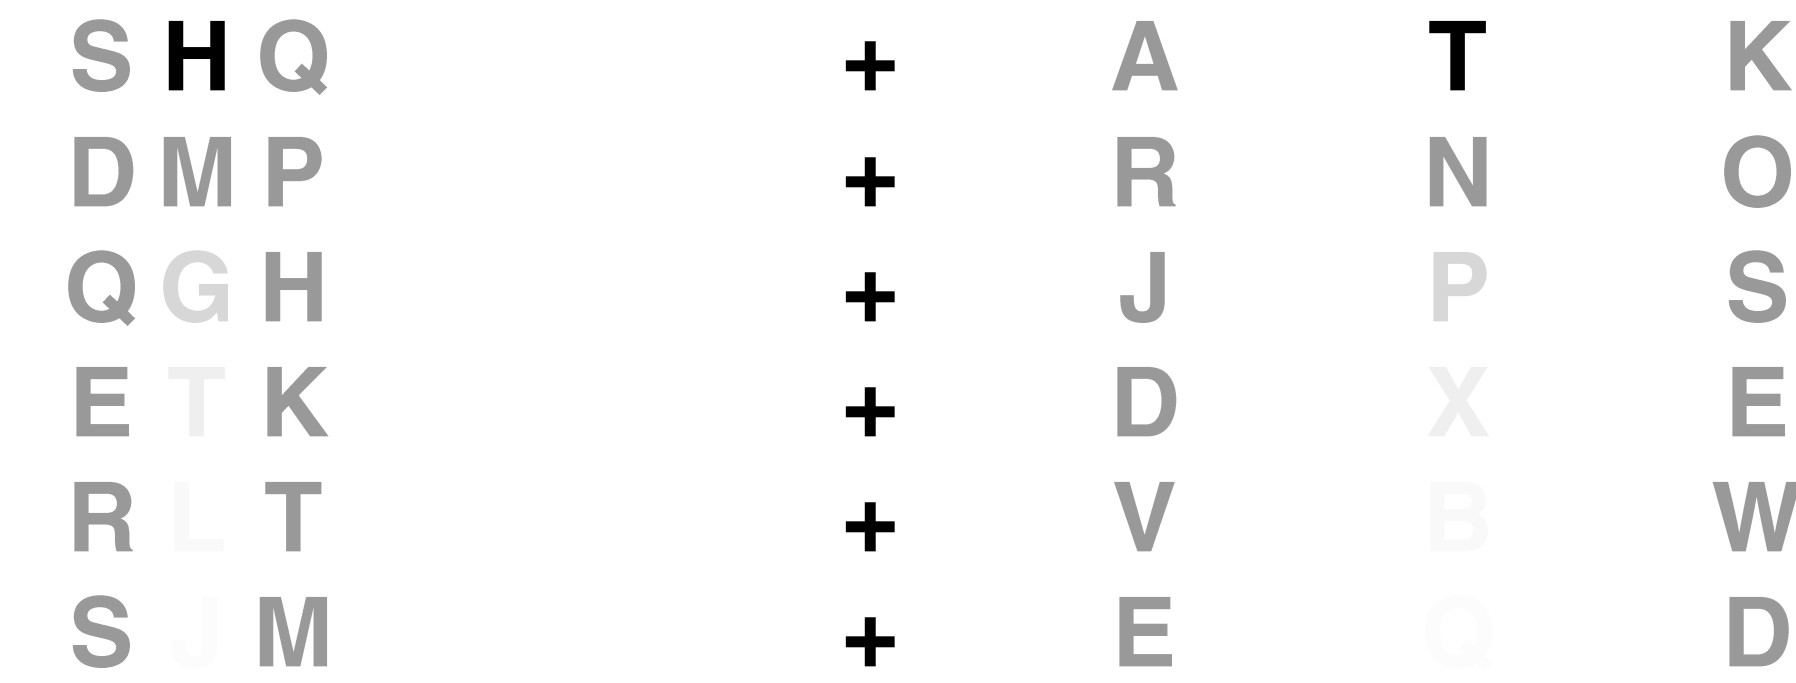 S H Q + A T K
D M P + R N O
Q G H + J P S
E T K + D X E
R L T + V B W
S J M + E Q D